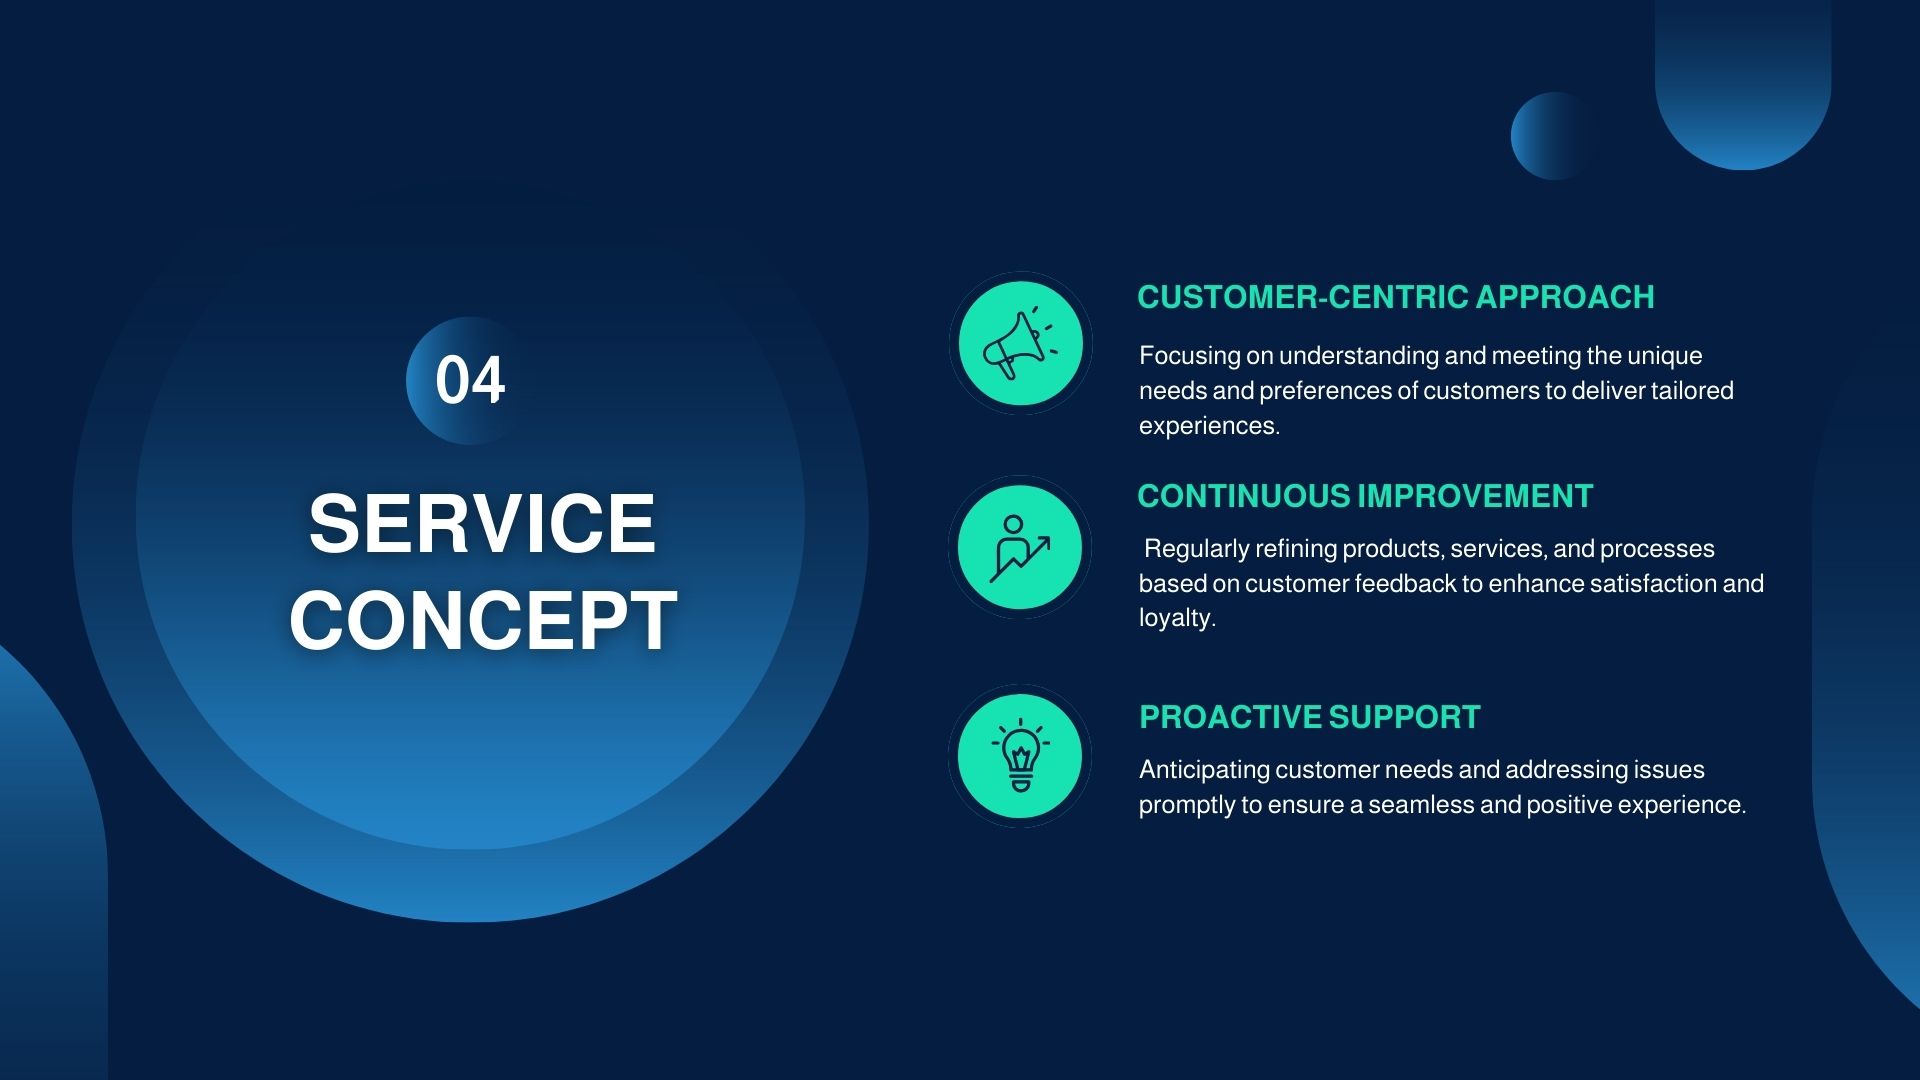 04
SERVICE
CONCEPT
CUSTOMER-CENTRIC APPROACH
Focusing on understanding and meeting the unique
needs and preferences of customers to deliver tailored
experiences.
CONTINUOUS IMPROVEMENT
Regularly refining products, services, and processes
based on customer feedback to enhance satisfaction and
loyalty.
PROACTIVE SUPPORT
Anticipating customer needs and addressing issues
promptly to ensure a seamless and positive experience.